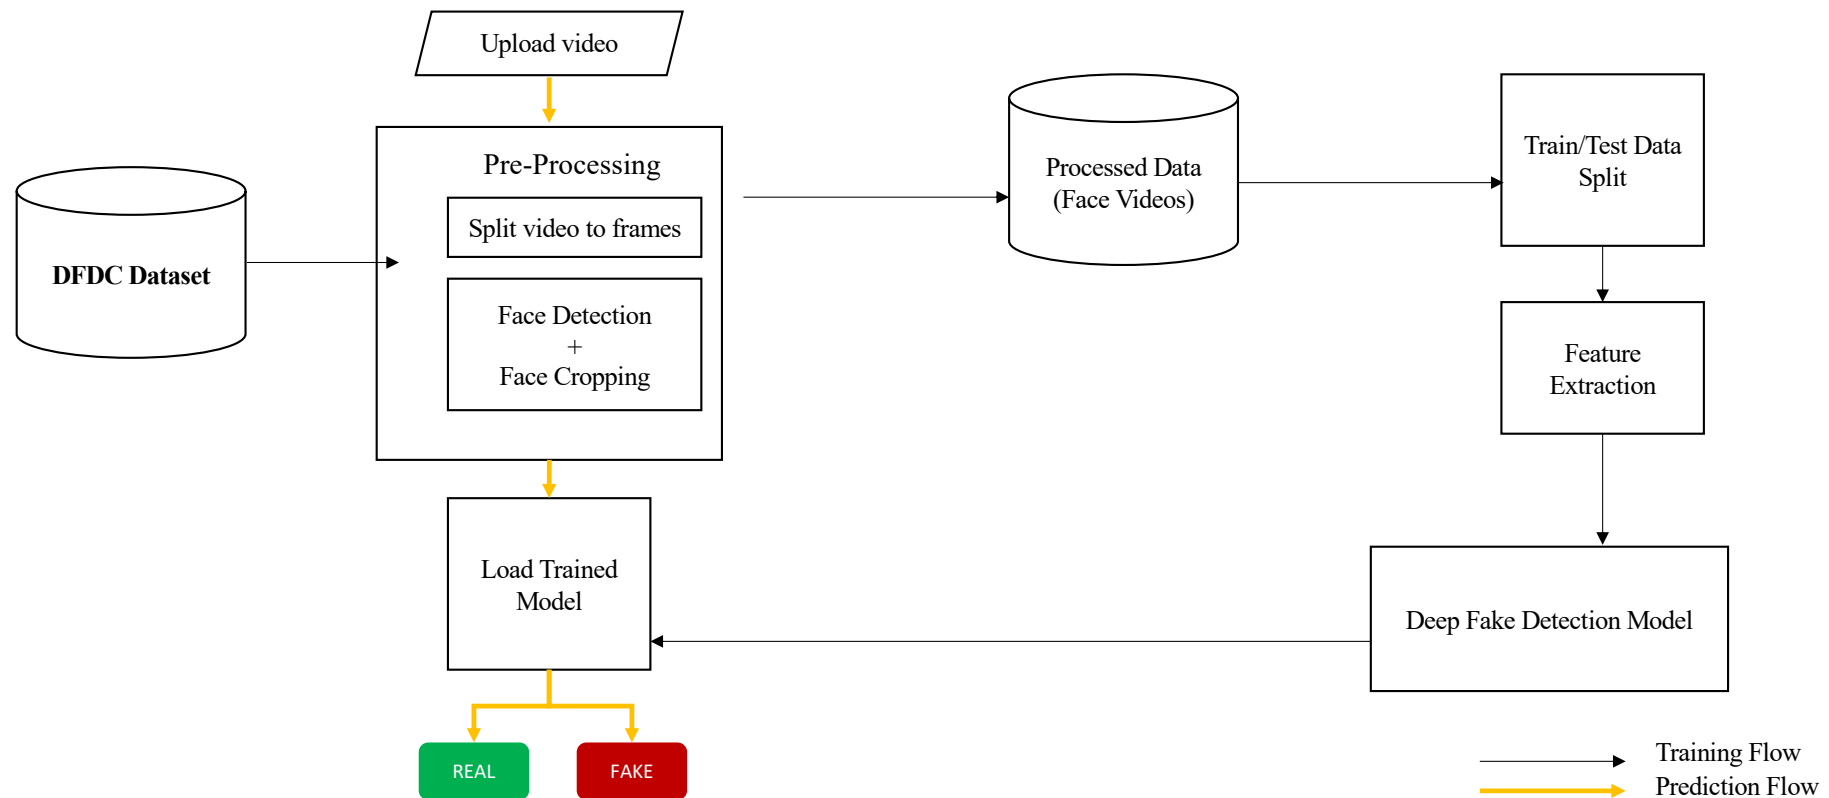 Upload video
Pre-Processing
Split video to frames
Face Detection
+
Face Cropping
DFDC Dataset
Processed Data
(Face Videos)
Train/Test Data
Split
Feature
Extraction
Load Trained
Model
Deep Fake Detection Model
REAL
FAKE
Training Flow
Prediction Flow